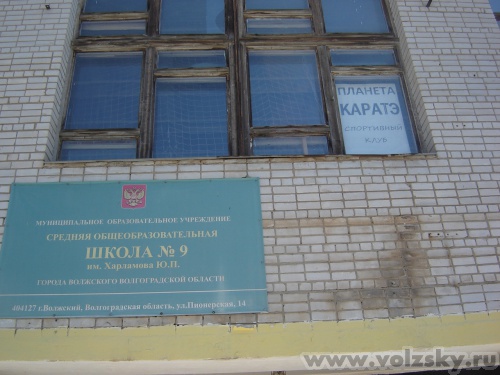 ПЛАНЕТА
КАРАТЭ
СПОРТИВНЫЙ
КЛУБ
МУНИЦИПАЛЬНОЕ ОБРАЗОВАТЕЛЬНОЕ УЧРЕЖДЕНИЕ
СРЕДНЯЯ ОБЩЕОБРАЗОВАТЕЛЬНАЯ
ШКОЛА № 9
им. Харламова Ю.П.
ГОРОДА ВОЛЖСКОГО ВОЛГОГРАДСКОЙ ОБЛАСТИ
404127 г.Волжский, Волгоградская область, ул.Пионерская, 14
www.volzsky.ru